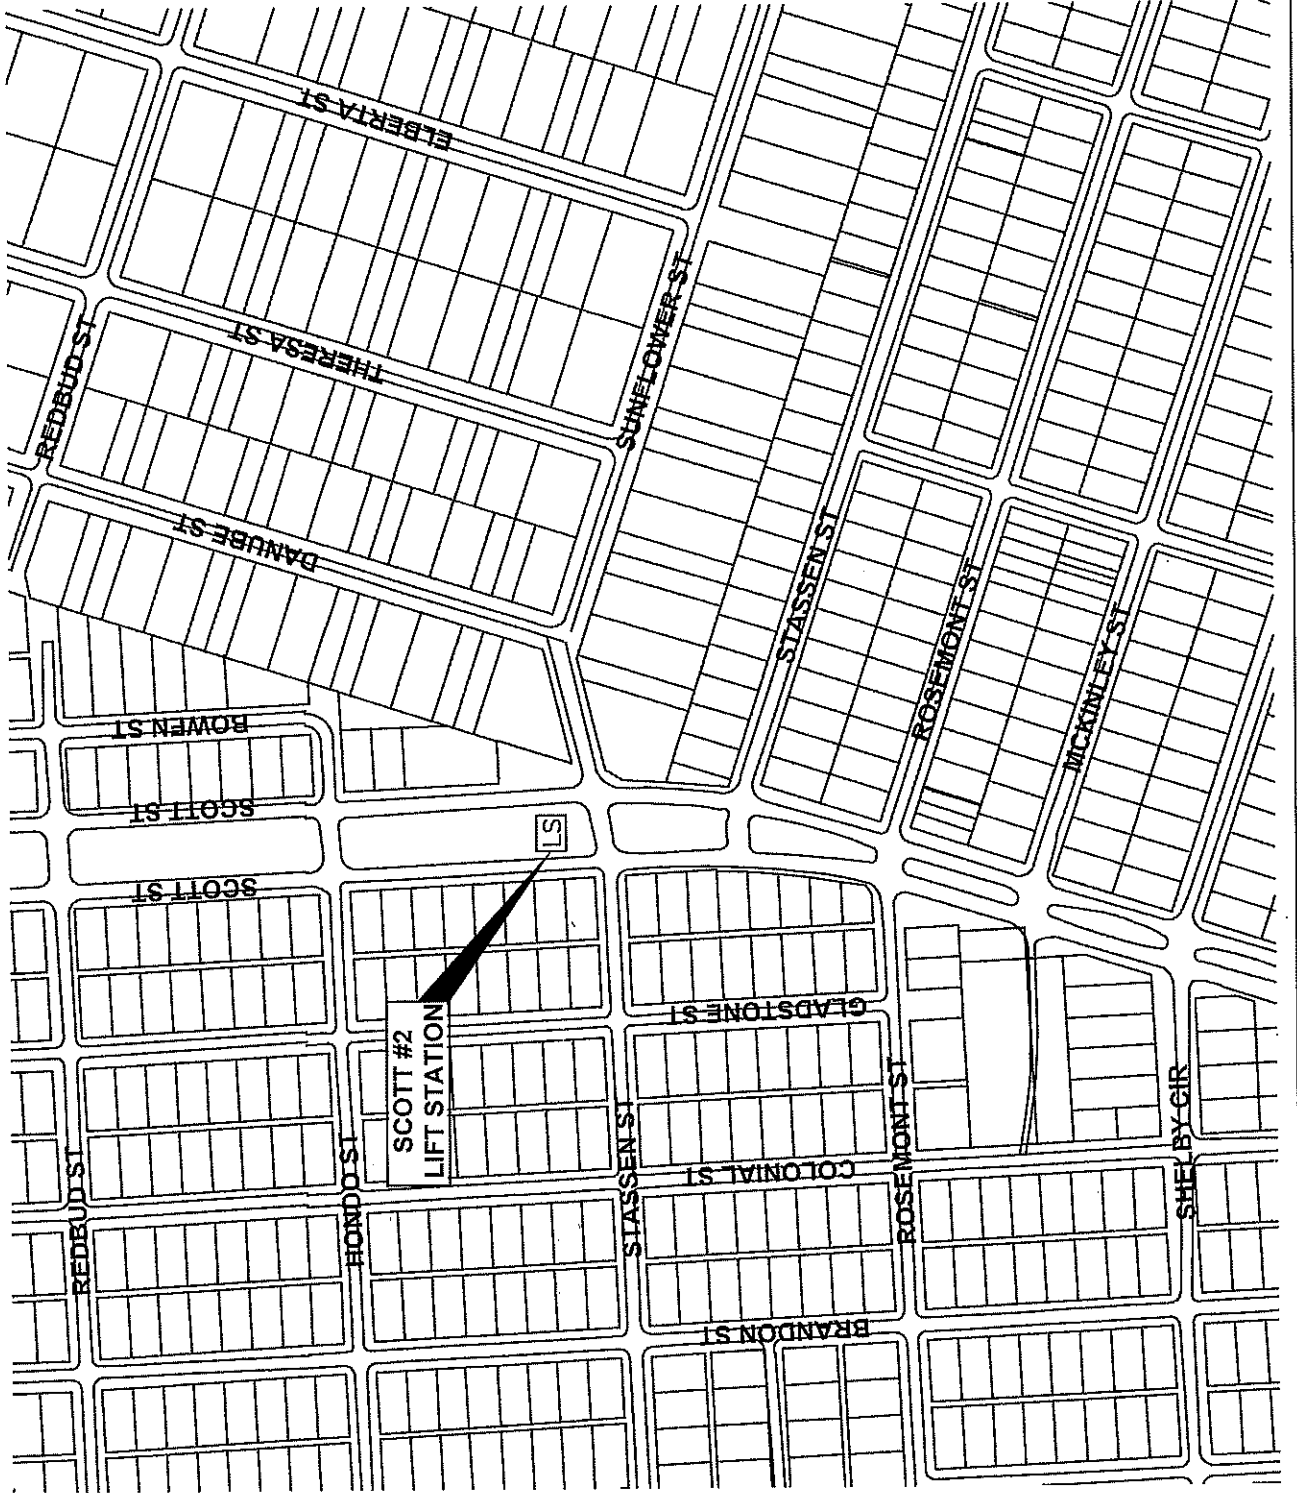 ELBERTA ST
THERESA ST
REDBUD ST
SUNFLOWER ST
DANUBE ST
STASSEN ST
ROSEMONT ST
MCKINLEY ST
BOWEN ST
SCOTT ST
SCOTT ST
LS
SCOTT #2
LIFT STATION
GLADSTONE ST
REDBUD ST
HONDO ST
STASSEN ST
COLONIAL ST
ROSEMONT ST
SHELBY CIR
BRANDON ST